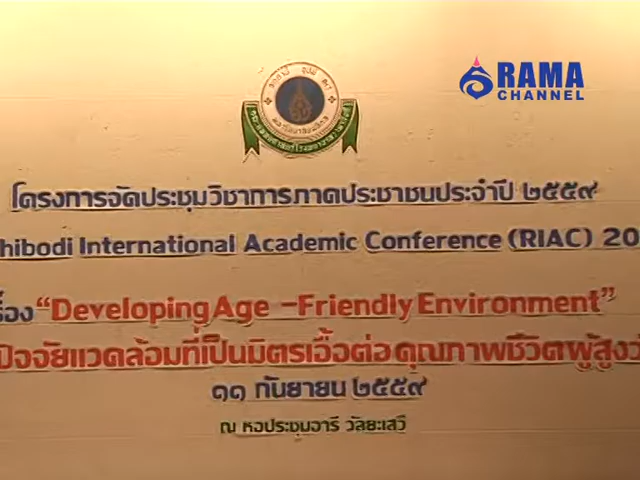 RAMA
CHANNEL
โครงการจัดประชุมวิชาการภาคประชาชนประจำปี ๒๕๕๙
hibodi International Academic Conference (RIAC) 20
รื่อง “Developing Age -Friendly Environment”
ปัจจัยแวดล้อมที่เป็นมิตรเอื้อต่อ คุณภาพชีวิตผู้สูงว
๑๑ กันยายน ๒๕๕๙
ณ หอประชุมอารี วัลยะเสวี